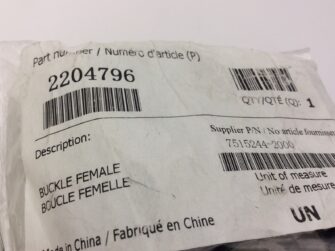 Part number / Numéro d'article (P)
2204796
QTY/QTÉ (Q): 1
Supplier P/N / No article fournisseur
7515244-2000
Description:
Unit of measure
Unité de mesure
BUCKLE FEMALE
BOUCLE FEMELLE
UN
Made in China / Fabriqué en Chine